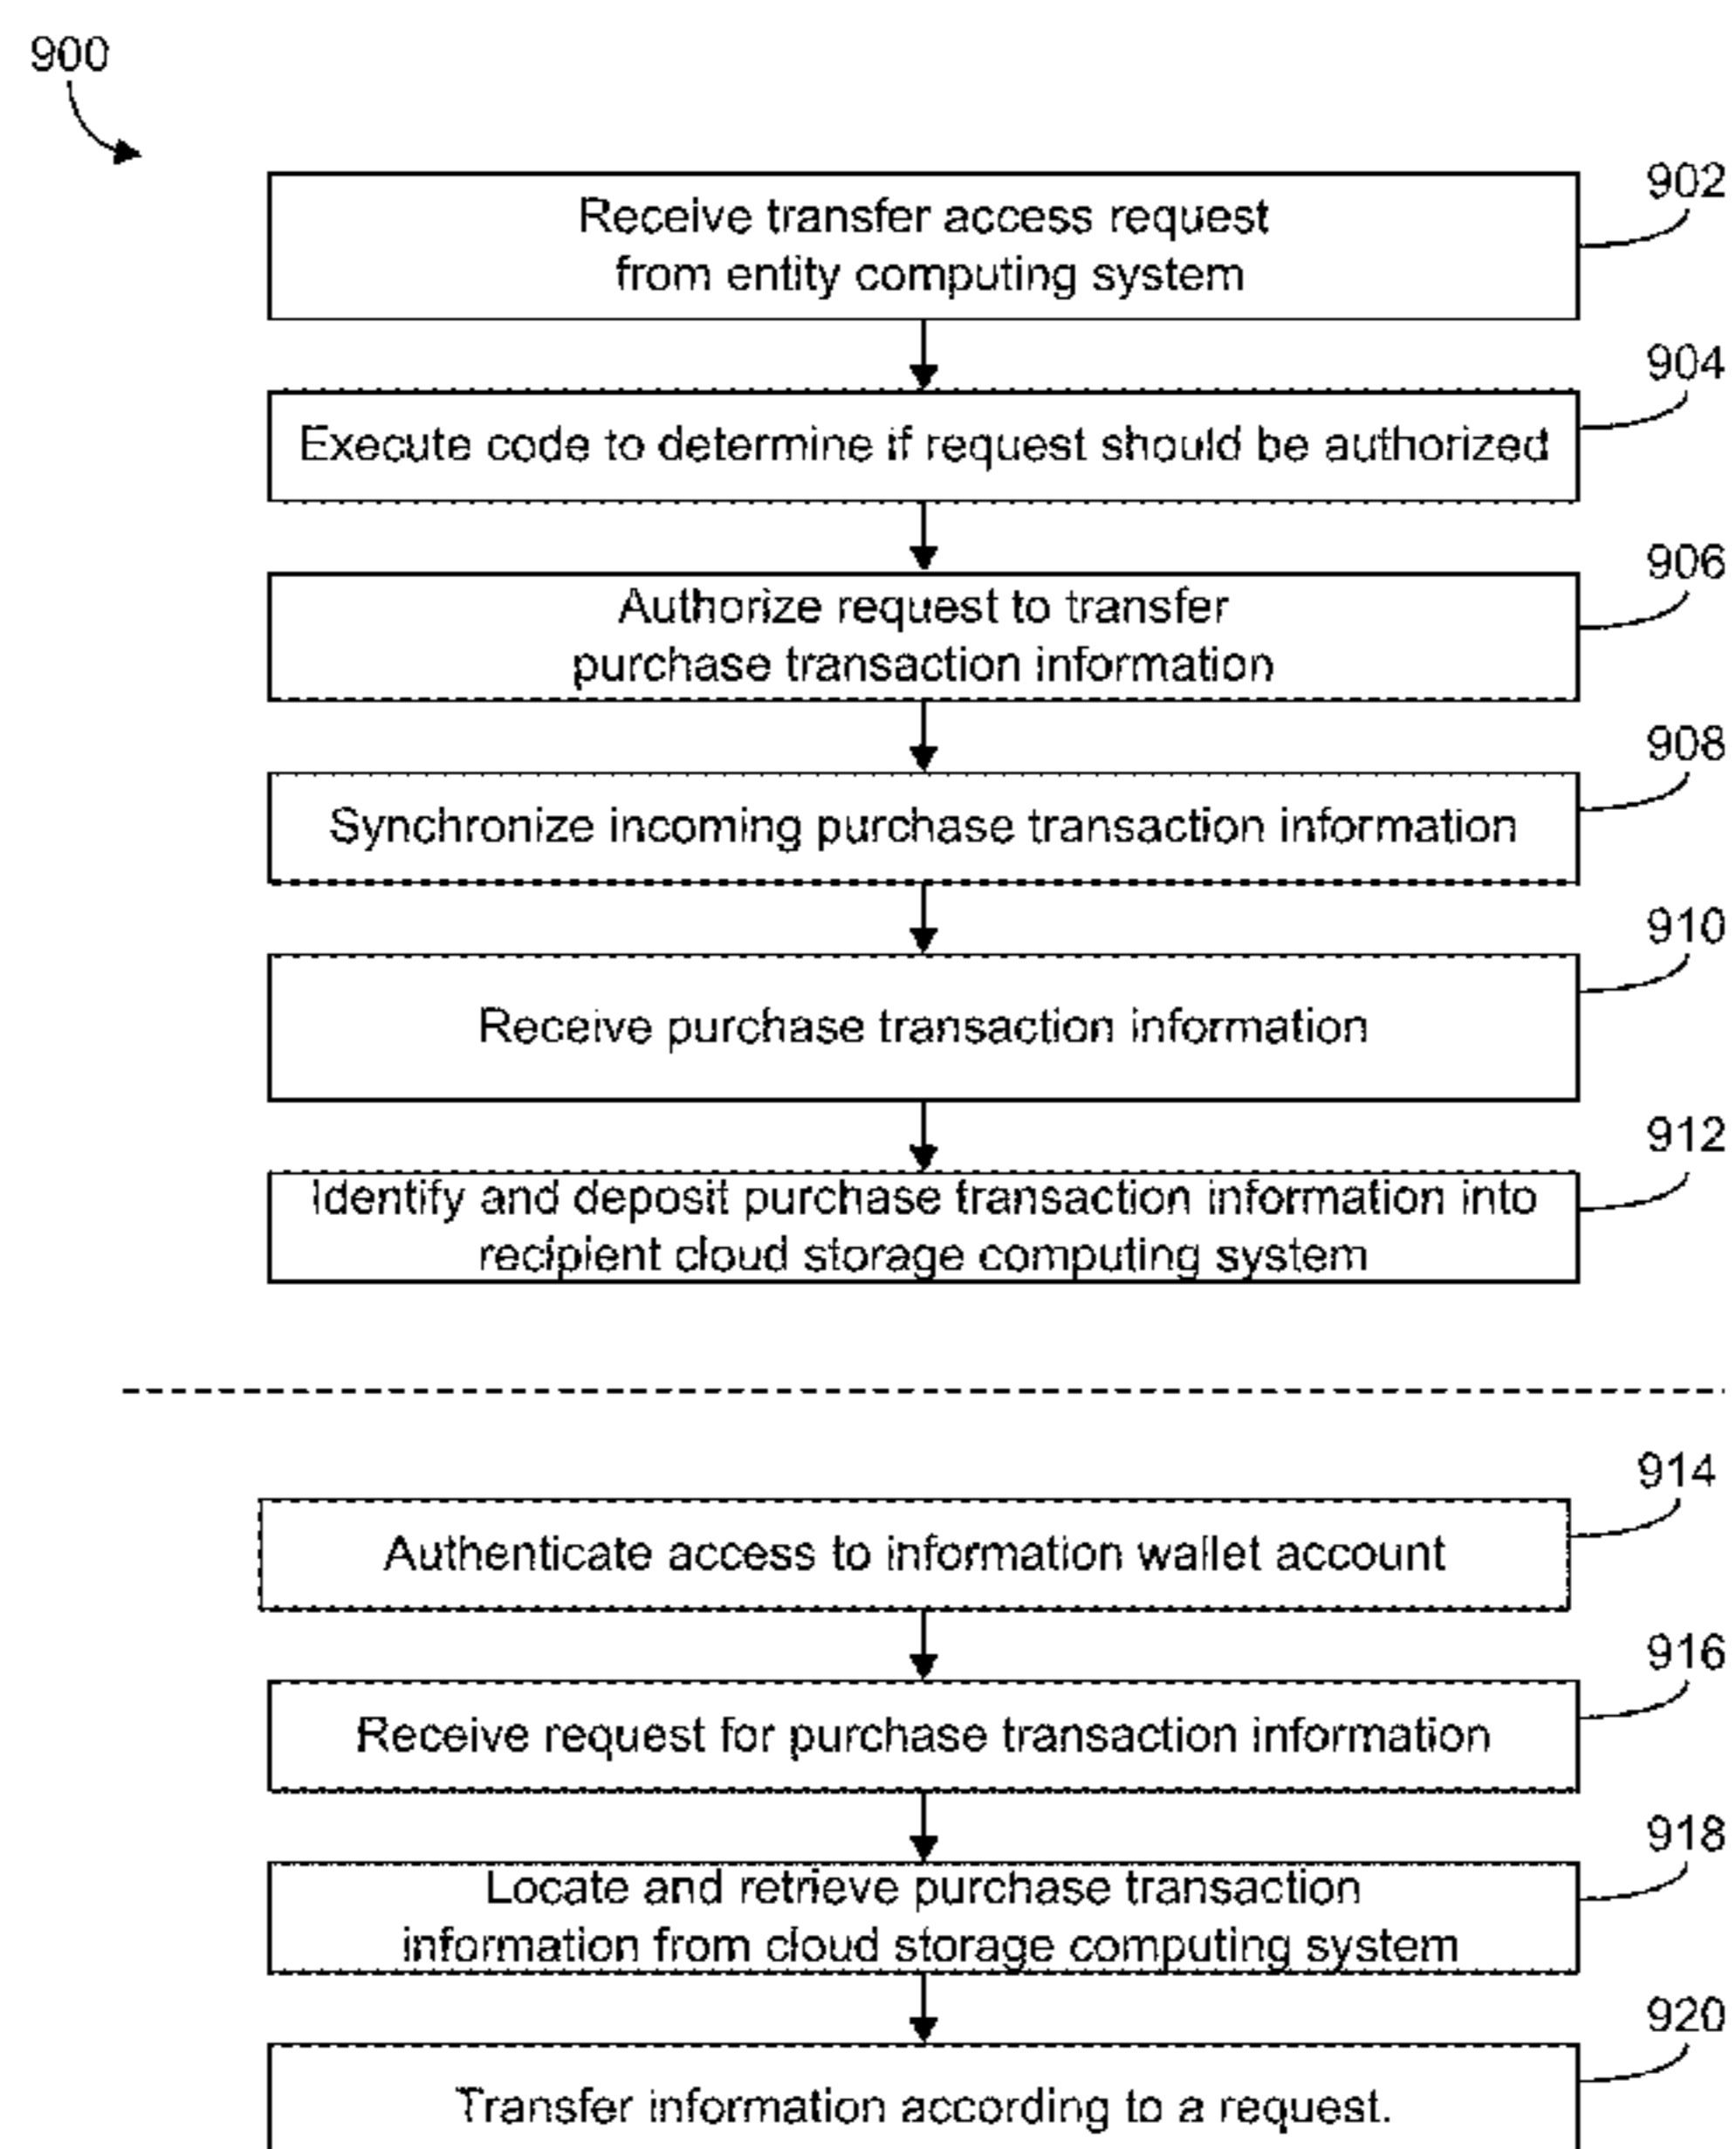 900
902
Receive transfer access request
from entity computing system
904
Execute code to determine if request should be authorized
906
Authorize request to transfer
purchase transaction information
908
Synchronize incoming purchase transaction information
910
Receive purchase transaction information
912
Identify and deposit purchase transaction information into
recipient cloud storage computing system
914
Authenticate access to information wallet account
916
Receive request for purchase transaction information
918
Locate and retrieve purchase transaction
information from cloud storage computing system
920
Transfer information according to a request.